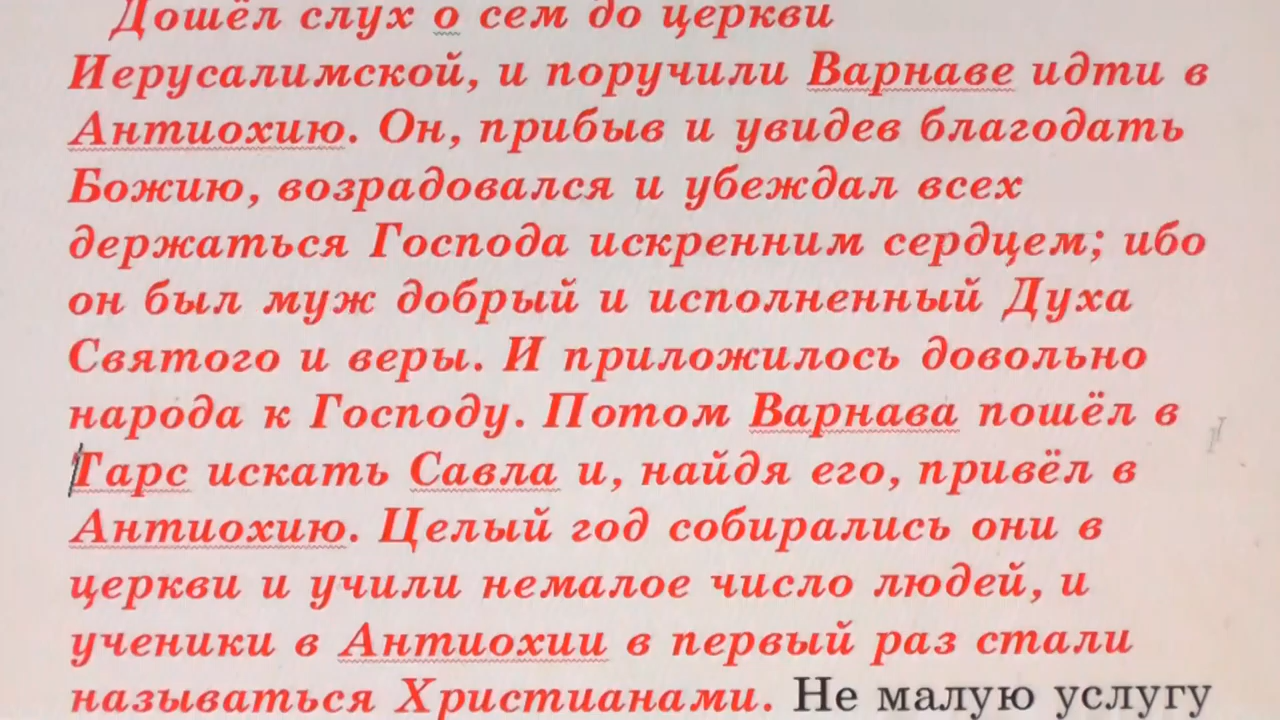 Дошёл слух о сем до церкви
Иерусалимской, и поручили Варнаве идти в
Антиохию. Он, прибыв и увидев благодать
Божию, возрадовался и убеждал всех
держаться Господа искренним сердцем; ибо
он был муж добрый и исполненный Духа
Святого и веры. И приложилось довольно
народа к Господу. Потом Варнава пошёл в
Тарс искать Савла и, найдя его, привёл в
Антиохию. Целый год собирались они в
церкви и учили немалое число людей, и
ученики в Антиохии в первый раз стали
называться Христианами. Не малую услугу